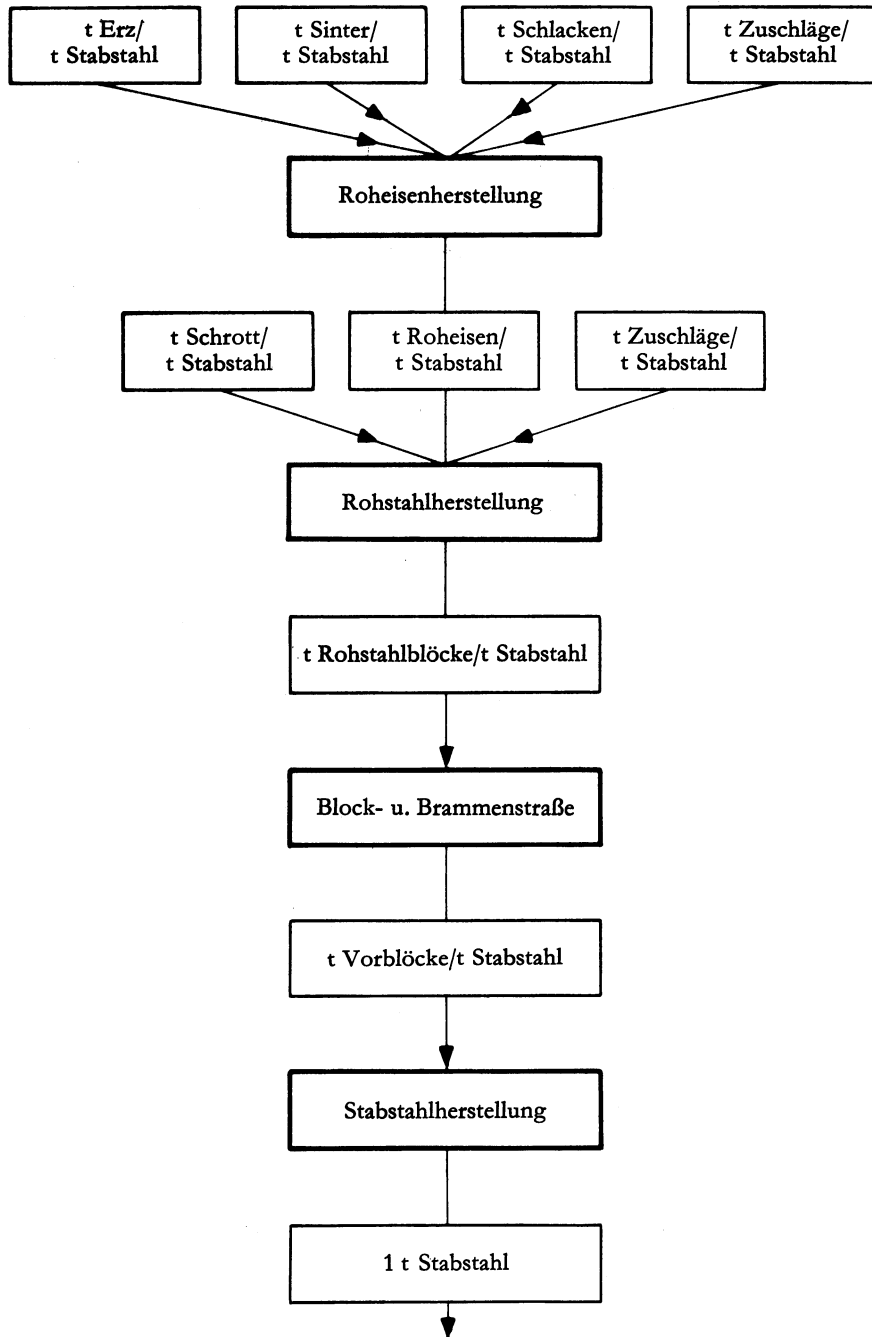 t Erz/
t Stabstahl
t Sinter/
t Stabstahl
t Schlacken/
t Stabstahl
t Zuschläge/
t Stabstahl
Roheisenherstellung
t Schrott/
t Stabstahl
t Roheisen/
t Stabstahl
t Zuschläge/
t Stabstahl
Rohstahlherstellung
t Rohstahlblöcke/t Stabstahl
Block- u. Brammenstraße
t Vorblöcke/t Stabstahl
Stabstahlherstellung
1 t Stabstahl